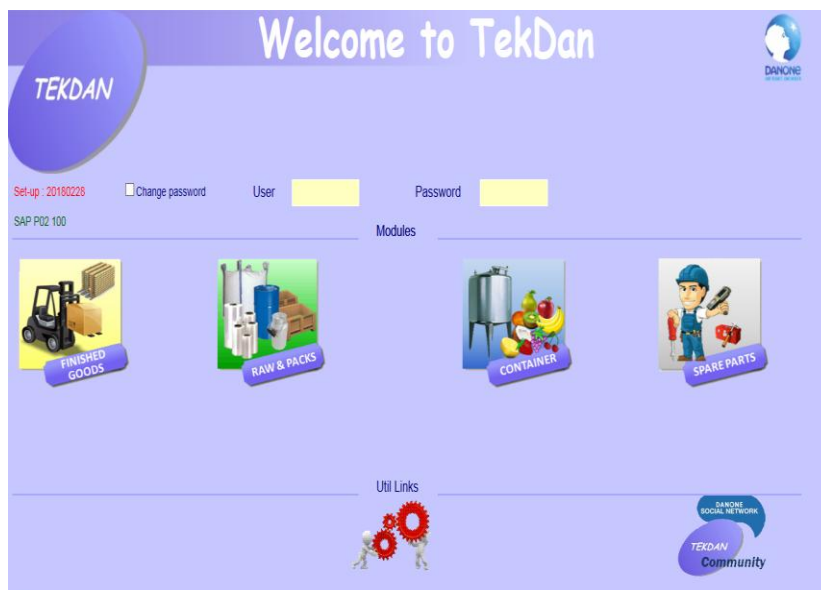 Welcome to TekDan
TEKDAN
DANONE
Set-up : 20180228
Change password
User
Password
SAP P02 100
Modules
FINISHED
GOODS
RAW & PACKS
CONTAINER
SPARE PARTS
Util Links
DANONE
SOCIAL NETWORK
TEKDAN
Community